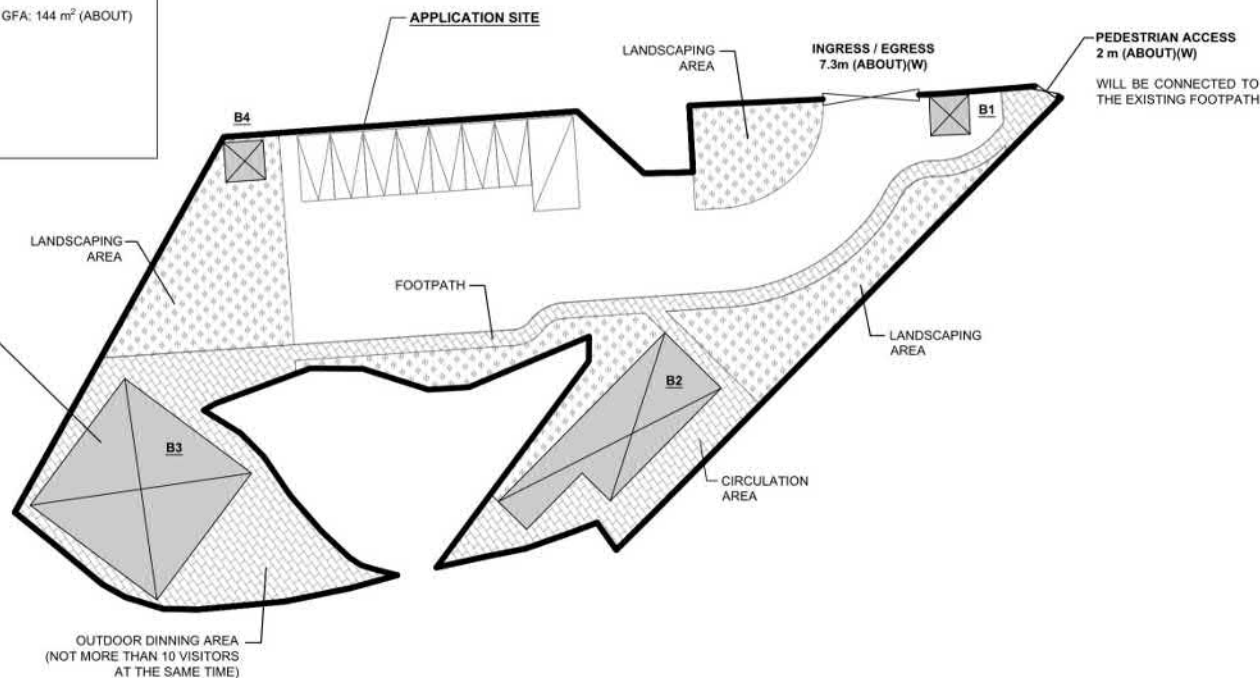 GFA: 144 m² (ABOUT)
APPLICATION SITE
LANDSCAPING
AREA
INGRESS / EGRESS
7.3m (ABOUT)(W)
PEDESTRIAN ACCESS
2 m (ABOUT)(W)
WILL BE CONNECTED TO
THE EXISTING FOOTPATH
B4
B1
LANDSCAPING
AREA
FOOTPATH
LANDSCAPING
AREA
B2
B3
CIRCULATION
AREA
OUTDOOR DINNING AREA
(NOT MORE THAN 10 VISITORS
AT THE SAME TIME)